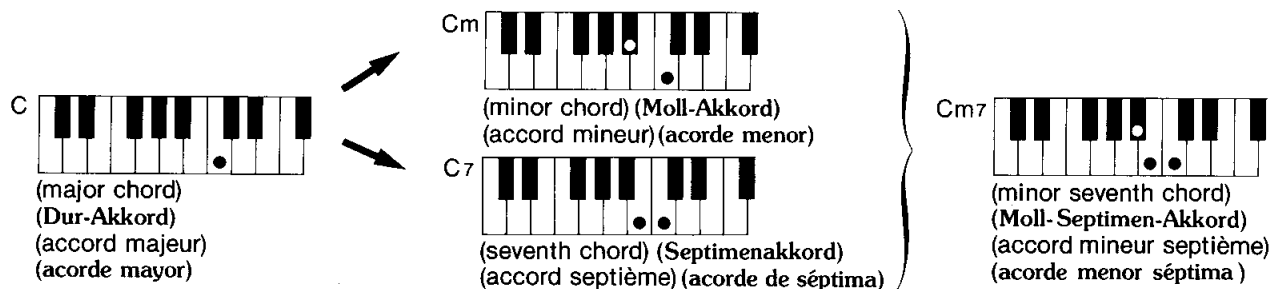 C
(major chord)
(Dur-Akkord)
(accord majeur)
(acorde mayor)
Cm
(minor chord) (Moll-Akkord)
(accord mineur) (acorde menor)
C7
(seventh chord) (Septimenakkord)
(accord septième) (acorde de séptima)
Cm7
(minor seventh chord)
(Moll-Septimen-Akkord)
(accord mineur septième)
(acorde menor séptima )